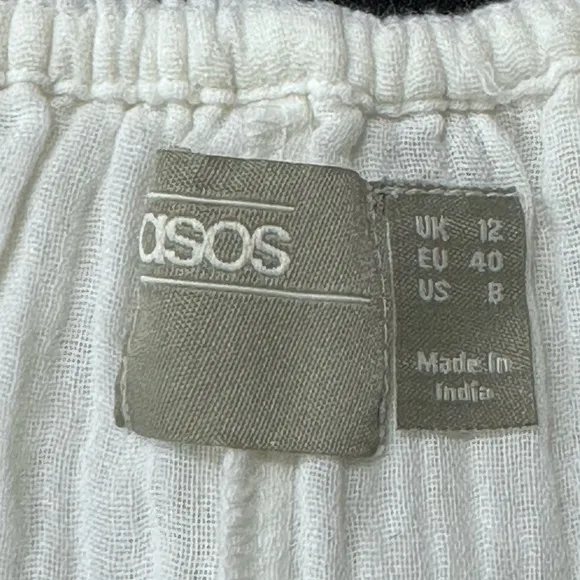 asos
UK 12
EU 40
US 8
Made In
India